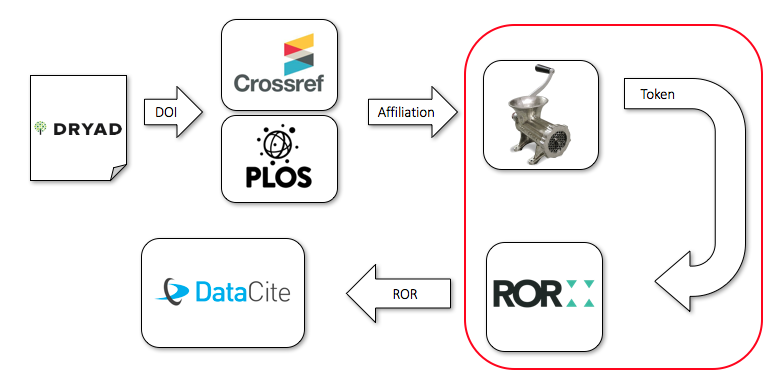 DRYAD
DOI
Crossref
PLOS
Affiliation
Token
ROR
ROR
DataCite